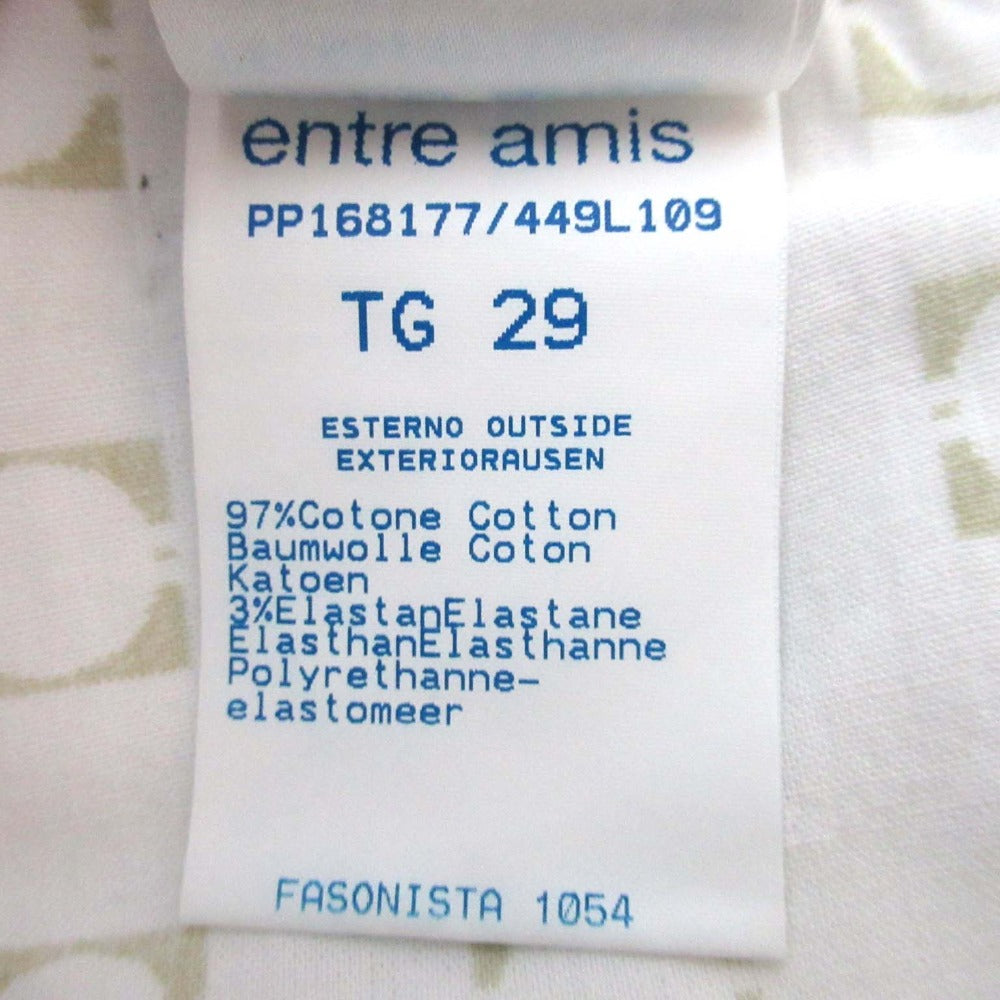 entre amis
PP168177/449L109
TG 29
ESTERNO OUTSIDE
EXTERIORAUSEN
97%Cotone Cotton
Baumwolle Coton
Katoen
3%ElastanElastane
ElasthanElasthanne
Polyrethanne-
elastomeer
FASONISTA 1054